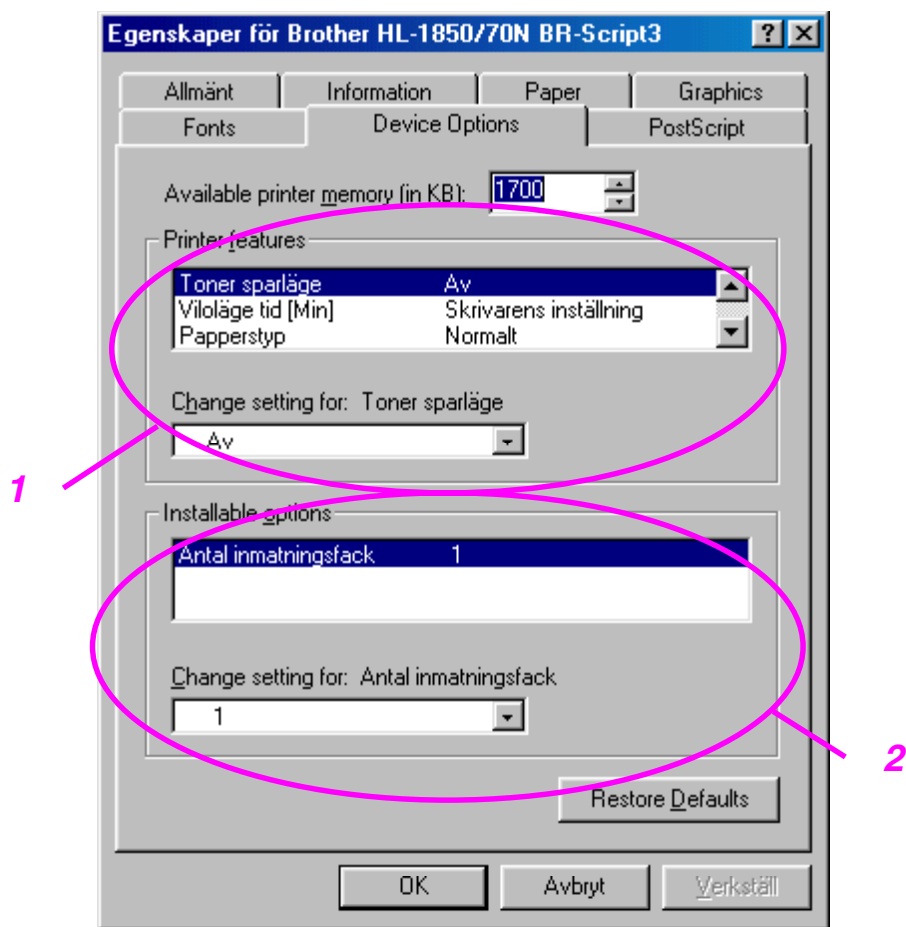 Egenskaper för Brother HL-1850/70N BR-Script3
Allmänt Information Paper Graphics
Fonts Device Options PostScript
Available printer memory (in KB): 1700
Printer features
Toner sparläge Av
Viloläge tid [Min] Skrivarens inställning
Papperstyp Normalt
Change setting for: Toner sparläge
Av
1
Installable options
Antal inmatningsfack 1
Change setting for: Antal inmatningsfack
1
2
Restore Defaults
OK Avbryt Verkställ